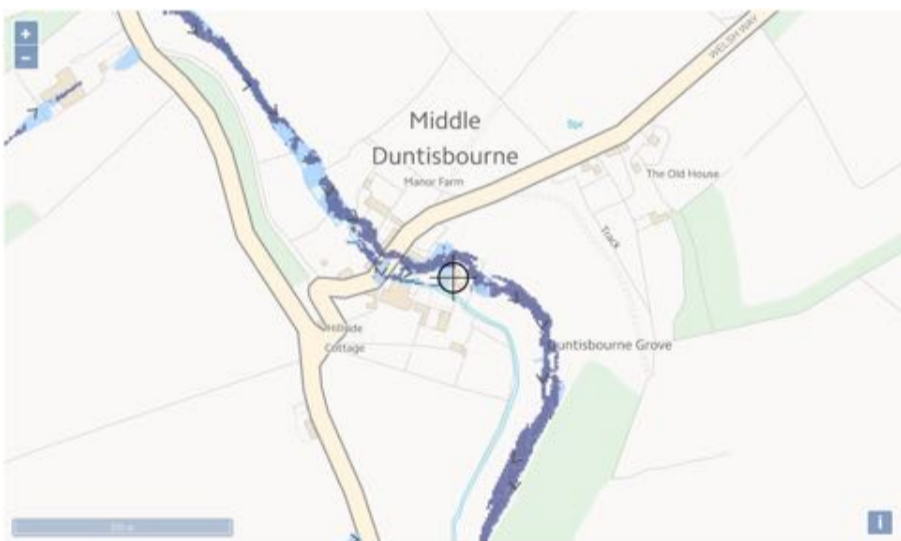 +
−
WELSH WAY
Middle
Duntisbourne
Manor Farm
Spr
The Old House
Track
Hillside
Cottage
Duntisbourne Grove
i